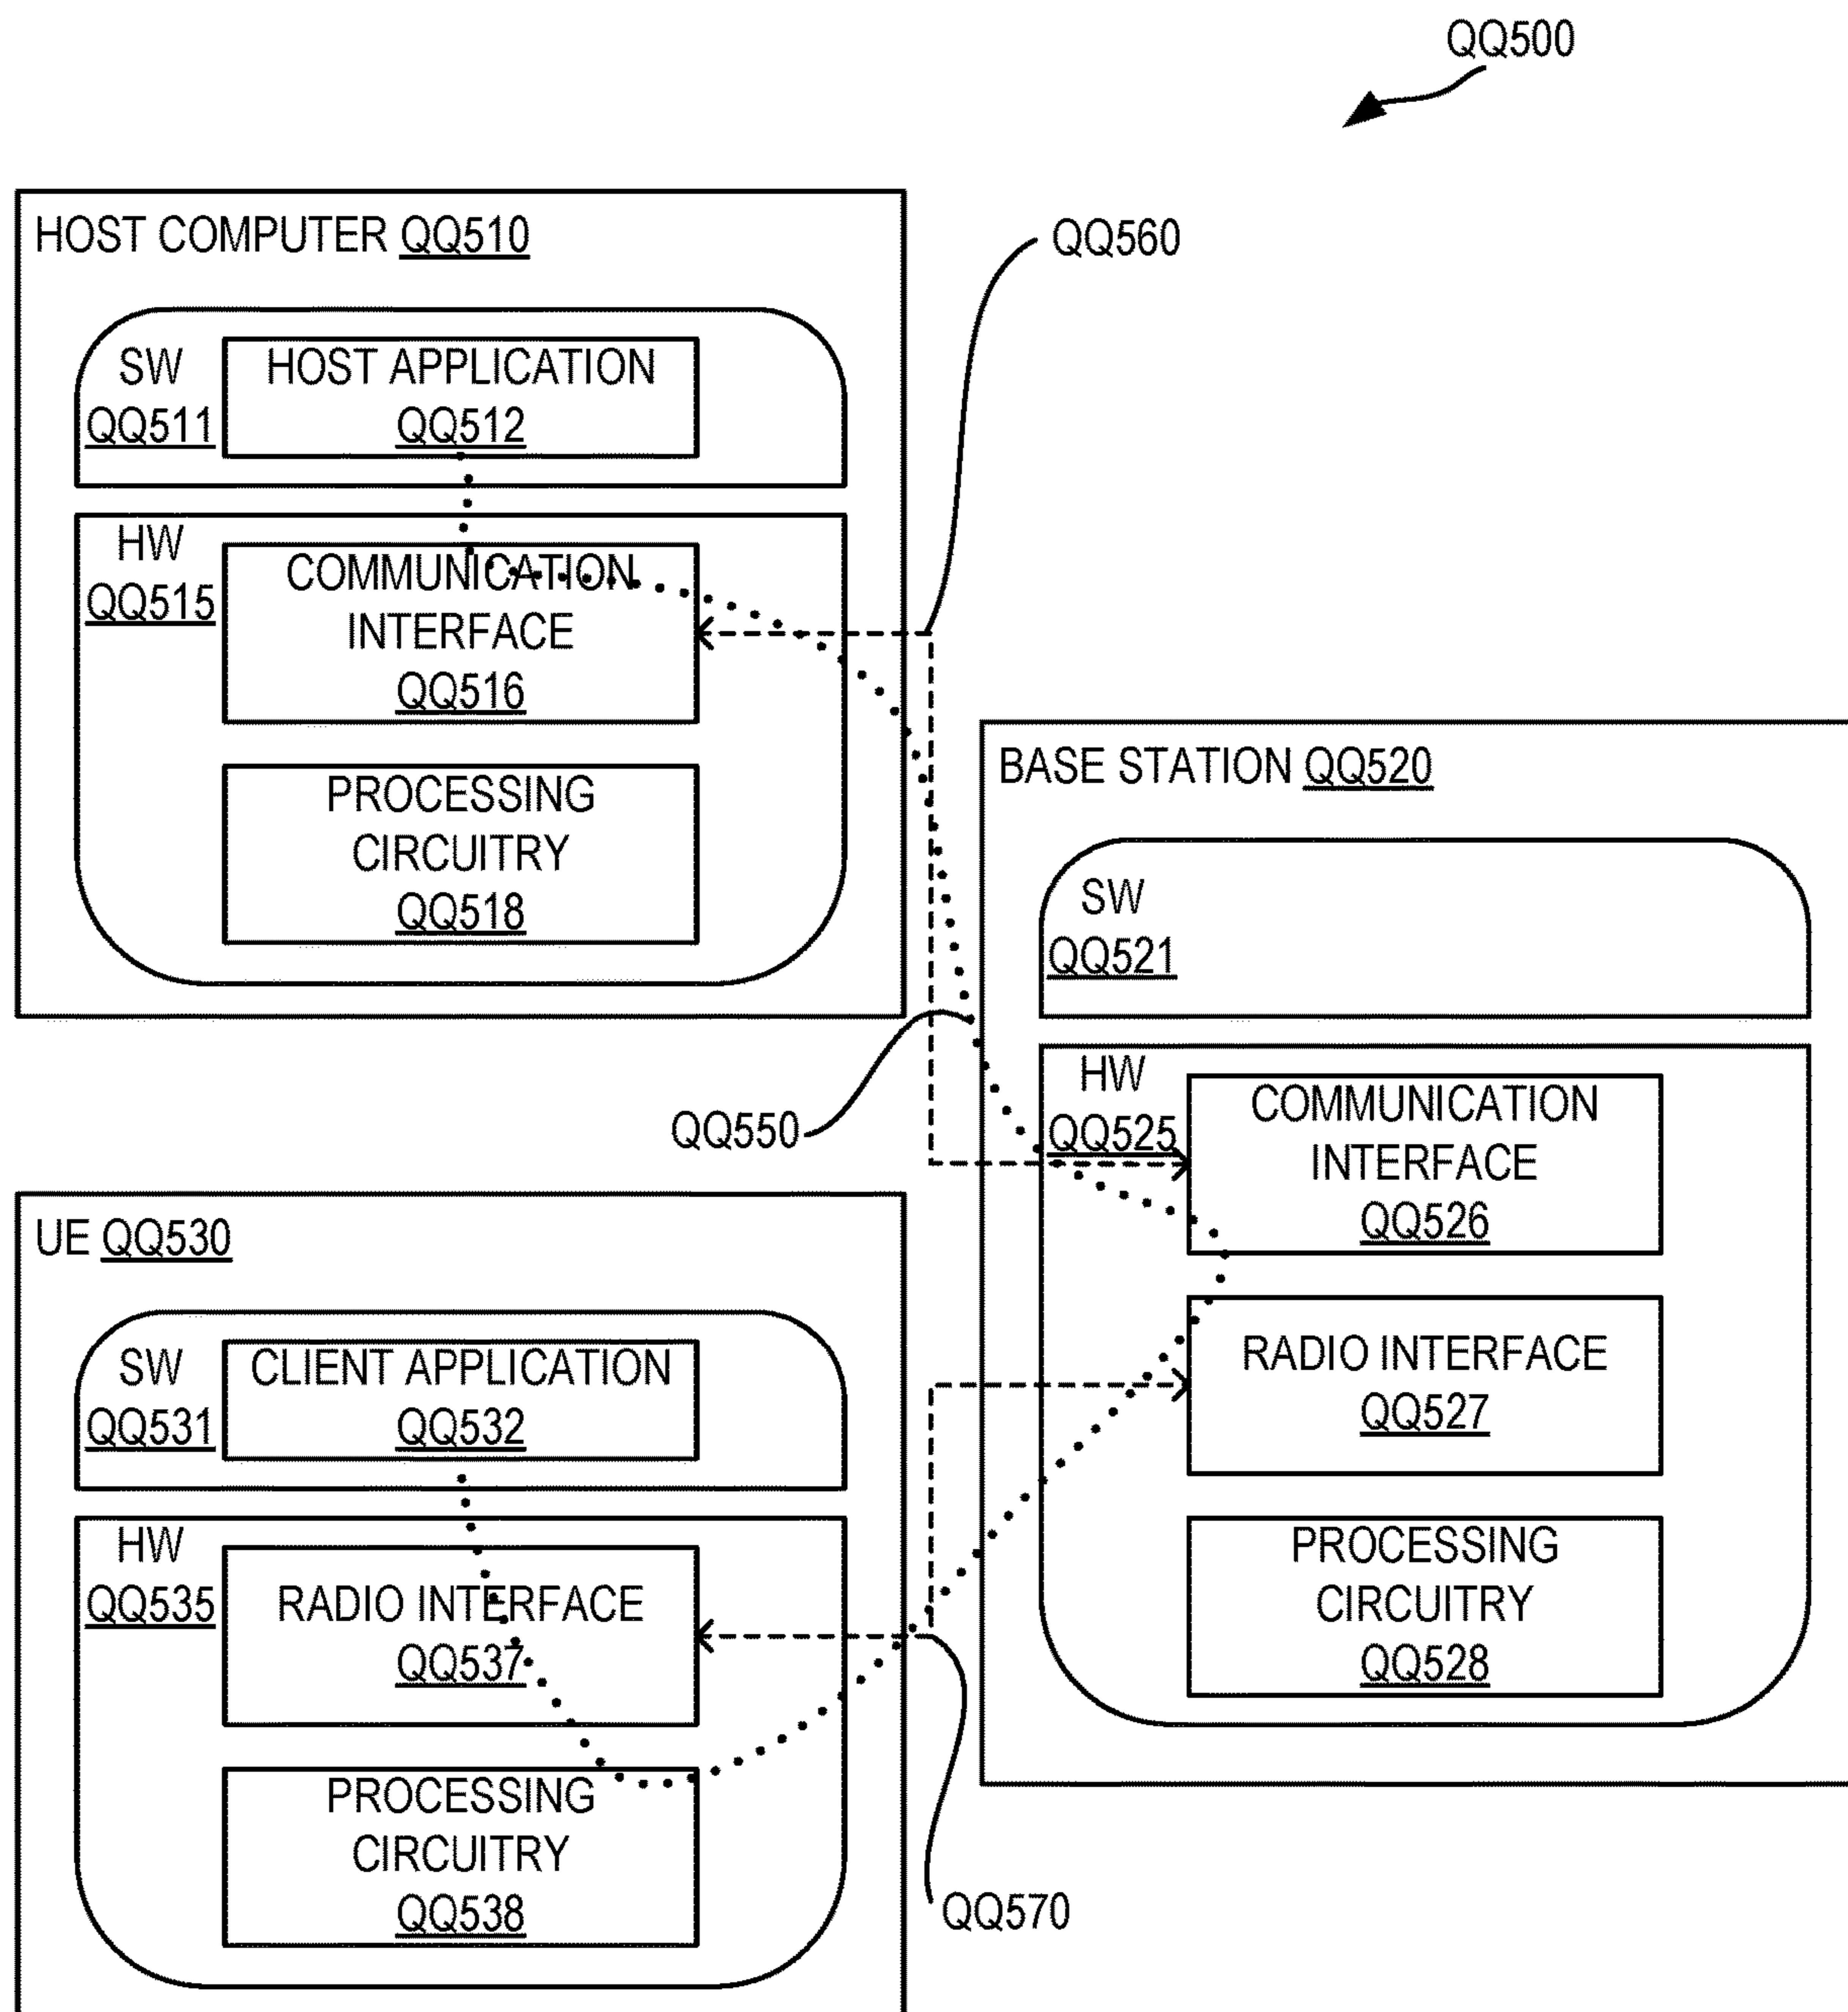 QQ500
HOST COMPUTER QQ510
QQ560
SW
QQ511
HOST APPLICATION
QQ512
HW
QQ515
COMMUNICATION
INTERFACE
QQ516
PROCESSING
CIRCUITRY
QQ518
BASE STATION QQ520
SW
QQ521
HW
QQ525
COMMUNICATION
INTERFACE
QQ526
RADIO INTERFACE
QQ527
PROCESSING
CIRCUITRY
QQ528
QQ550
UE QQ530
SW
QQ531
CLIENT APPLICATION
QQ532
HW
QQ535
RADIO INTERFACE
QQ537
PROCESSING
CIRCUITRY
QQ538
QQ570